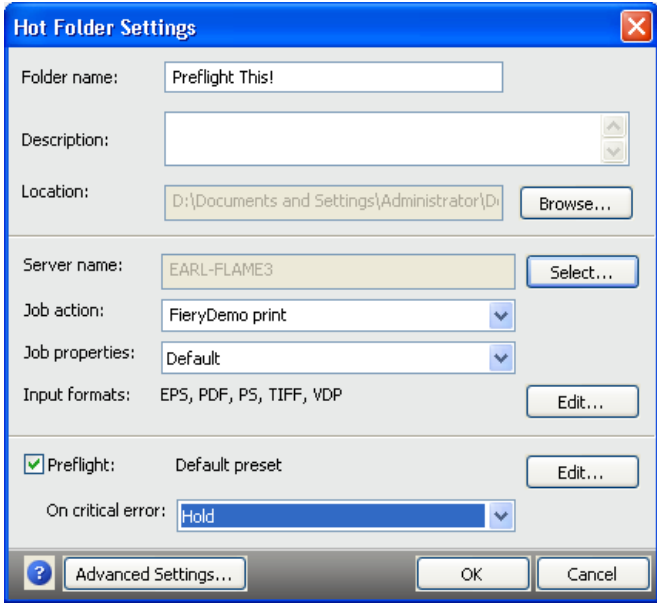 Hot Folder Settings
Folder name: Preflight This!
Description:
Location: D:\Documents and Settings\Administrator\D Browse...
Server name: EARL-FLAME3 Select...
Job action: FieryDemo print
Job properties: Default
Input formats: EPS, PDF, PS, TIFF, VDP Edit...
Preflight: Default preset Edit...
On critical error: Hold
? Advanced Settings... OK Cancel